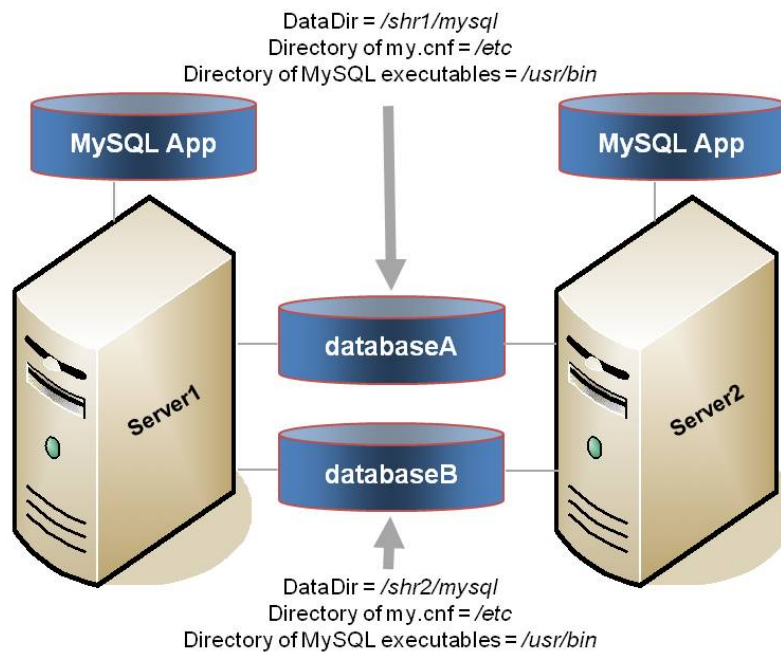 DataDir = /shr1/mysql
Directory of my.cnf = /etc
Directory of MySQL executables = /usr/bin
MySQL App
MySQL App
databaseA
Server1
Server2
databaseB
DataDir = /shr2/mysql
Directory of my.cnf = /etc
Directory of MySQL executables = /usr/bin